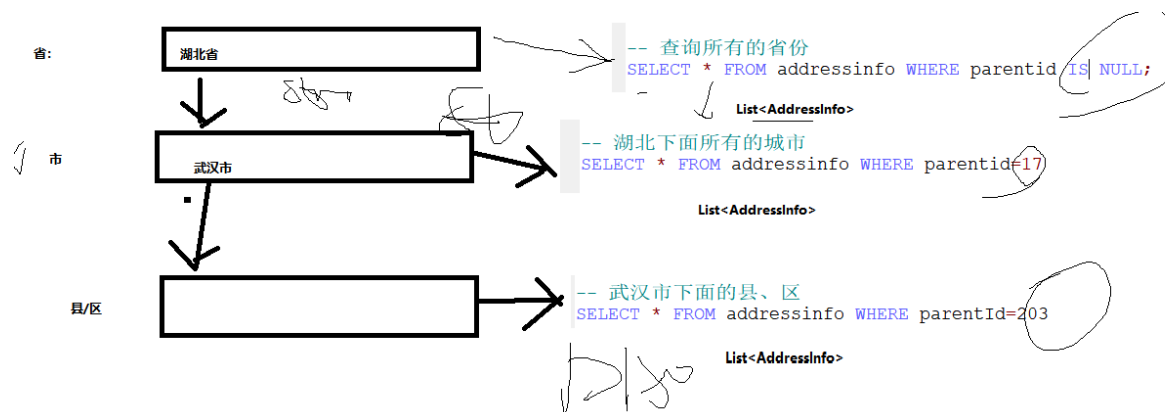 省:
湖北省
-- 查询所有的省份
SELECT * FROM addressinfo WHERE parentid IS NULL;
List<AddressInfo>
市
武汉市
-- 湖北下面所有的城市
SELECT * FROM addressinfo WHERE parentid=17
List<AddressInfo>
县/区
-- 武汉市下面的县、区
SELECT * FROM addressinfo WHERE parentId=203
List<AddressInfo>